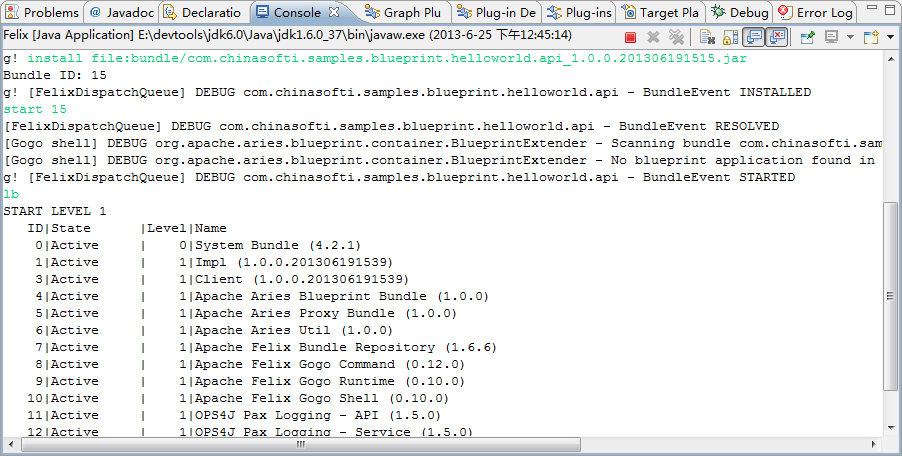 Problems @ Javadoc Declaratio Console Graph Plu Plug-in De Plug-ins Target Pla Debug Error Log
Felix [Java Application] E:\devtools\jdk6.0\Java\jdk1.6.0_37\bin\javaw.exe (2013-6-25 下午12:45:14)
g! install file:bundle/com.chinasofti.samples.blueprint.helloworld.api_1.0.0.201306191515.jar
Bundle ID: 15
g! [FelixDispatchQueue] DEBUG com.chinasofti.samples.blueprint.helloworld.api - BundleEvent INSTALLED
start 15
[FelixDispatchQueue] DEBUG com.chinasofti.samples.blueprint.helloworld.api - BundleEvent RESOLVED
[Gogo shell] DEBUG org.apache.aries.blueprint.container.BlueprintExtender - Scanning bundle com.chinasofti.sam
[Gogo shell] DEBUG org.apache.aries.blueprint.container.BlueprintExtender - No blueprint application found in
g! [FelixDispatchQueue] DEBUG com.chinasofti.samples.blueprint.helloworld.api - BundleEvent STARTED
lb
START LEVEL 1
ID|State |Level|Name
0|Active | 0|System Bundle (4.2.1)
1|Active | 1|Impl (1.0.0.201306191539)
3|Active | 1|Client (1.0.0.201306191539)
4|Active | 1|Apache Aries Blueprint Bundle (1.0.0)
5|Active | 1|Apache Aries Proxy Bundle (1.0.0)
6|Active | 1|Apache Aries Util (1.0.0)
7|Active | 1|Apache Felix Bundle Repository (1.6.6)
8|Active | 1|Apache Felix Gogo Command (0.12.0)
9|Active | 1|Apache Felix Gogo Runtime (0.10.0)
10|Active | 1|Apache Felix Gogo Shell (0.10.0)
11|Active | 1|OPS4J Pax Logging - API (1.5.0)
12|Active | 1|OPS4J Pax Logging - Service (1.5.0)